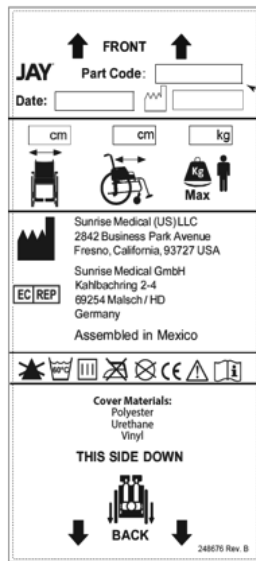 FRONT
JAY
Part Code:
Date:
cm
cm
kg
Kg
Max
Sunrise Medical (US) LLC
2842 Business Park Avenue
Fresno, California, 93727 USA
Sunrise Medical GmbH
EC REP
Kahlbachring 2-4
69254 Malsch / HD
Germany
Assembled in Mexico
60°C
CE
Cover Materials:
Polyester
Urethane
Vinyl
THIS SIDE DOWN
BACK
248676 Rev. B